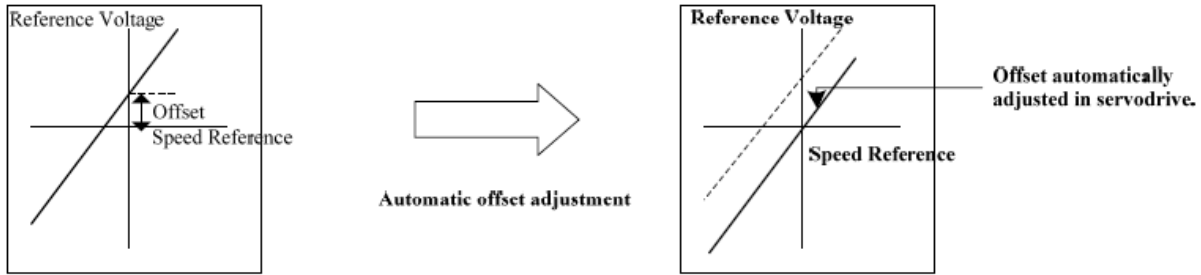 Reference Voltage
Offset
Speed Reference
Automatic offset adjustment
Reference Voltage
Speed Reference
Offset automatically
adjusted in servodrive.